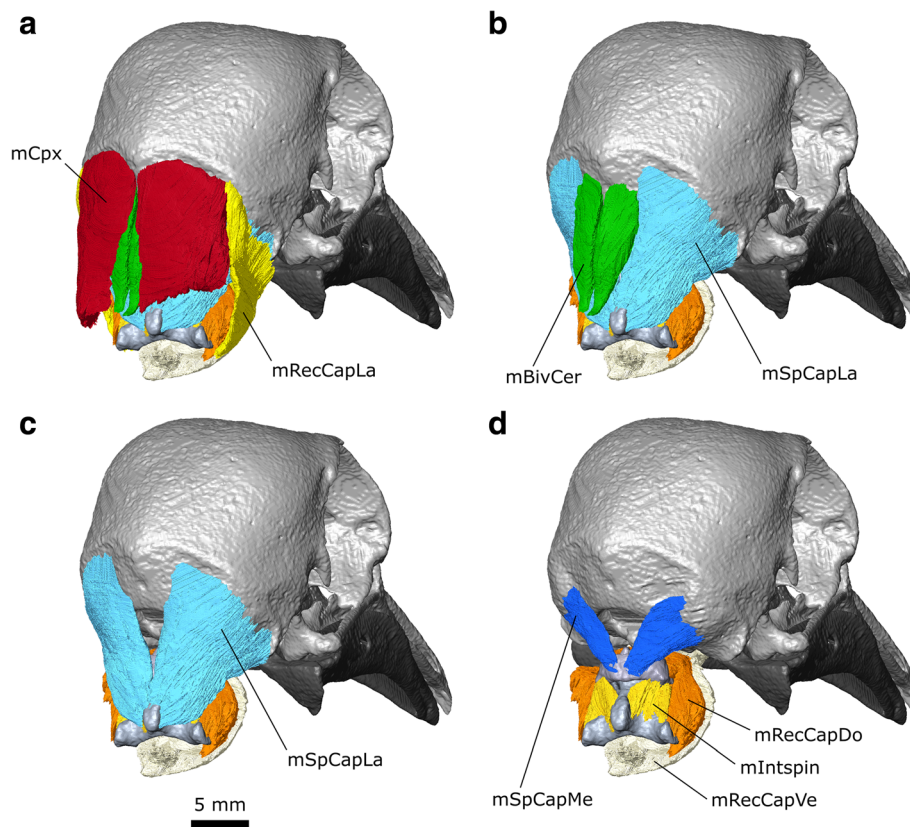 a
b
mCpx
mRecCapLa
mBivCer
mSpCapLa
c
d
mSpCapLa
mRecCapDo
mIntspin
mSpCapMe
mRecCapVe
5 mm